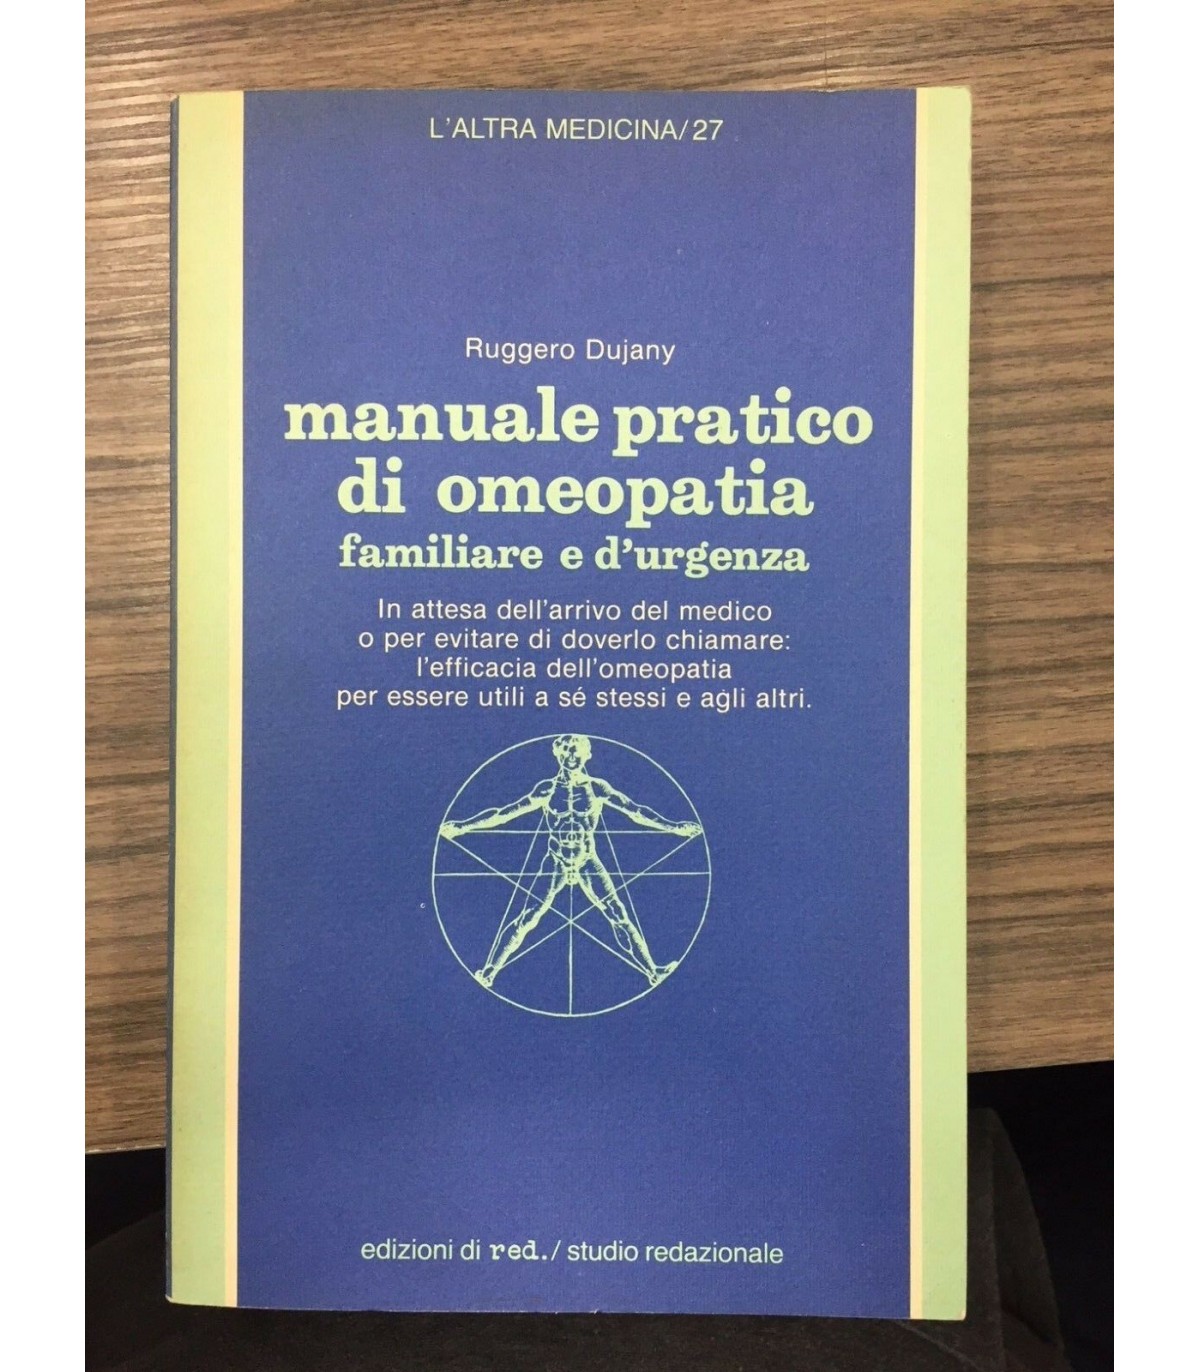 L'ALTRA MEDICINA/27
Ruggero Dujany
manuale pratico
di omeopatia
familiare e d'urgenza
In attesa dell'arrivo del medico
o per evitare di doverlo chiamare:
l'efficacia dell'omeopatia
per essere utili a sé stessi e agli altri.
edizioni di red./ studio redazionale